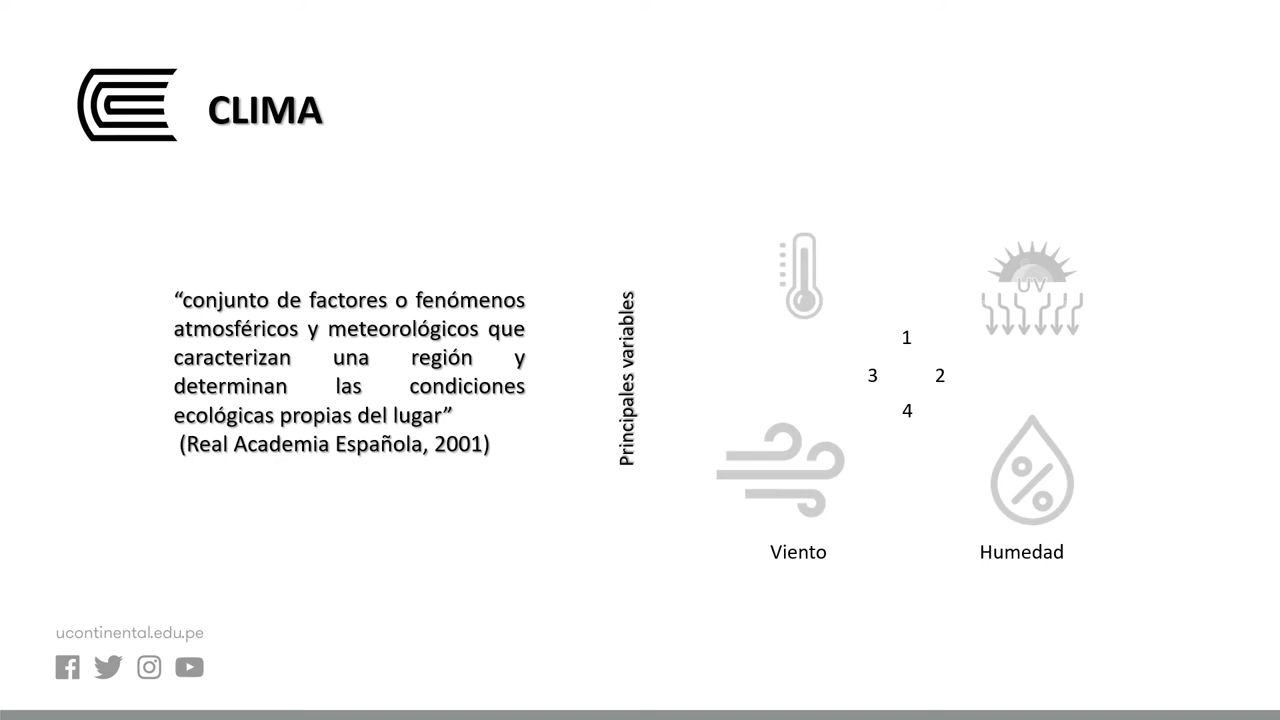 CLIMA
“conjunto de factores o fenómenos
atmosféricos y meteorológicos que
caracterizan una región y
determinan las condiciones
ecológicas propias del lugar”
(Real Academia Española, 2001)
Principales variables
UV
1
3 2
4
%
Viento Humedad
ucontinental.edu.pe